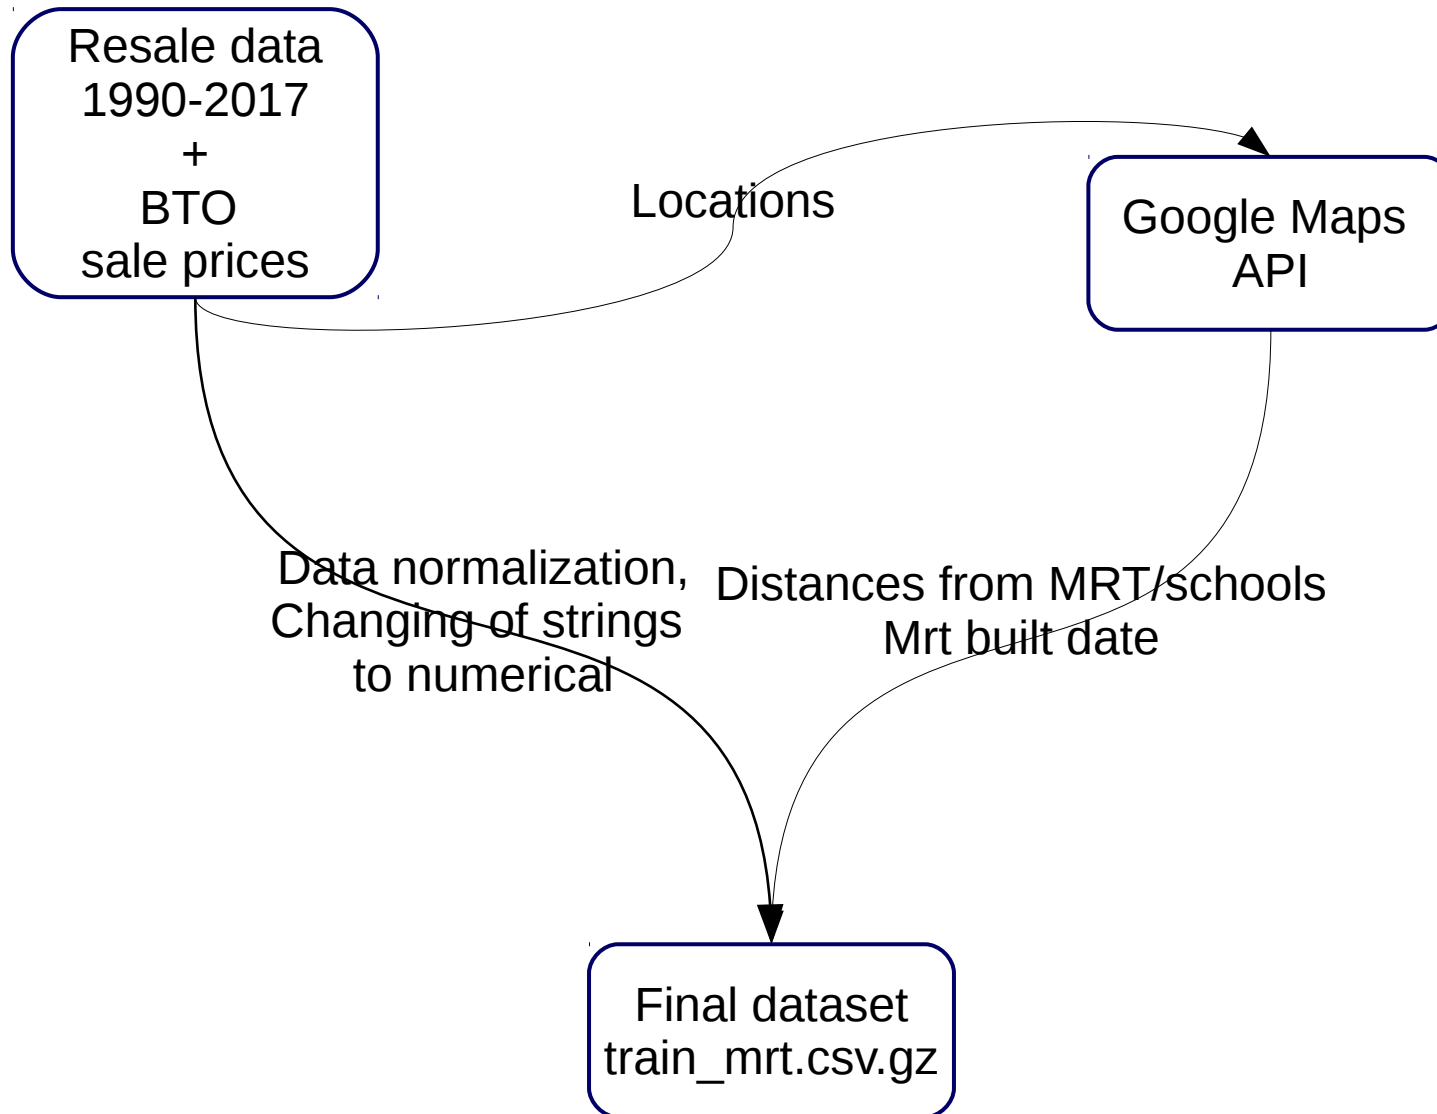 Resale data
1990-2017
+
BTO
sale prices
Locations
Google Maps
API
Data normalization,
Changing of strings
to numerical
Distances from MRT/schools
Mrt built date
Final dataset
train_mrt.csv.gz